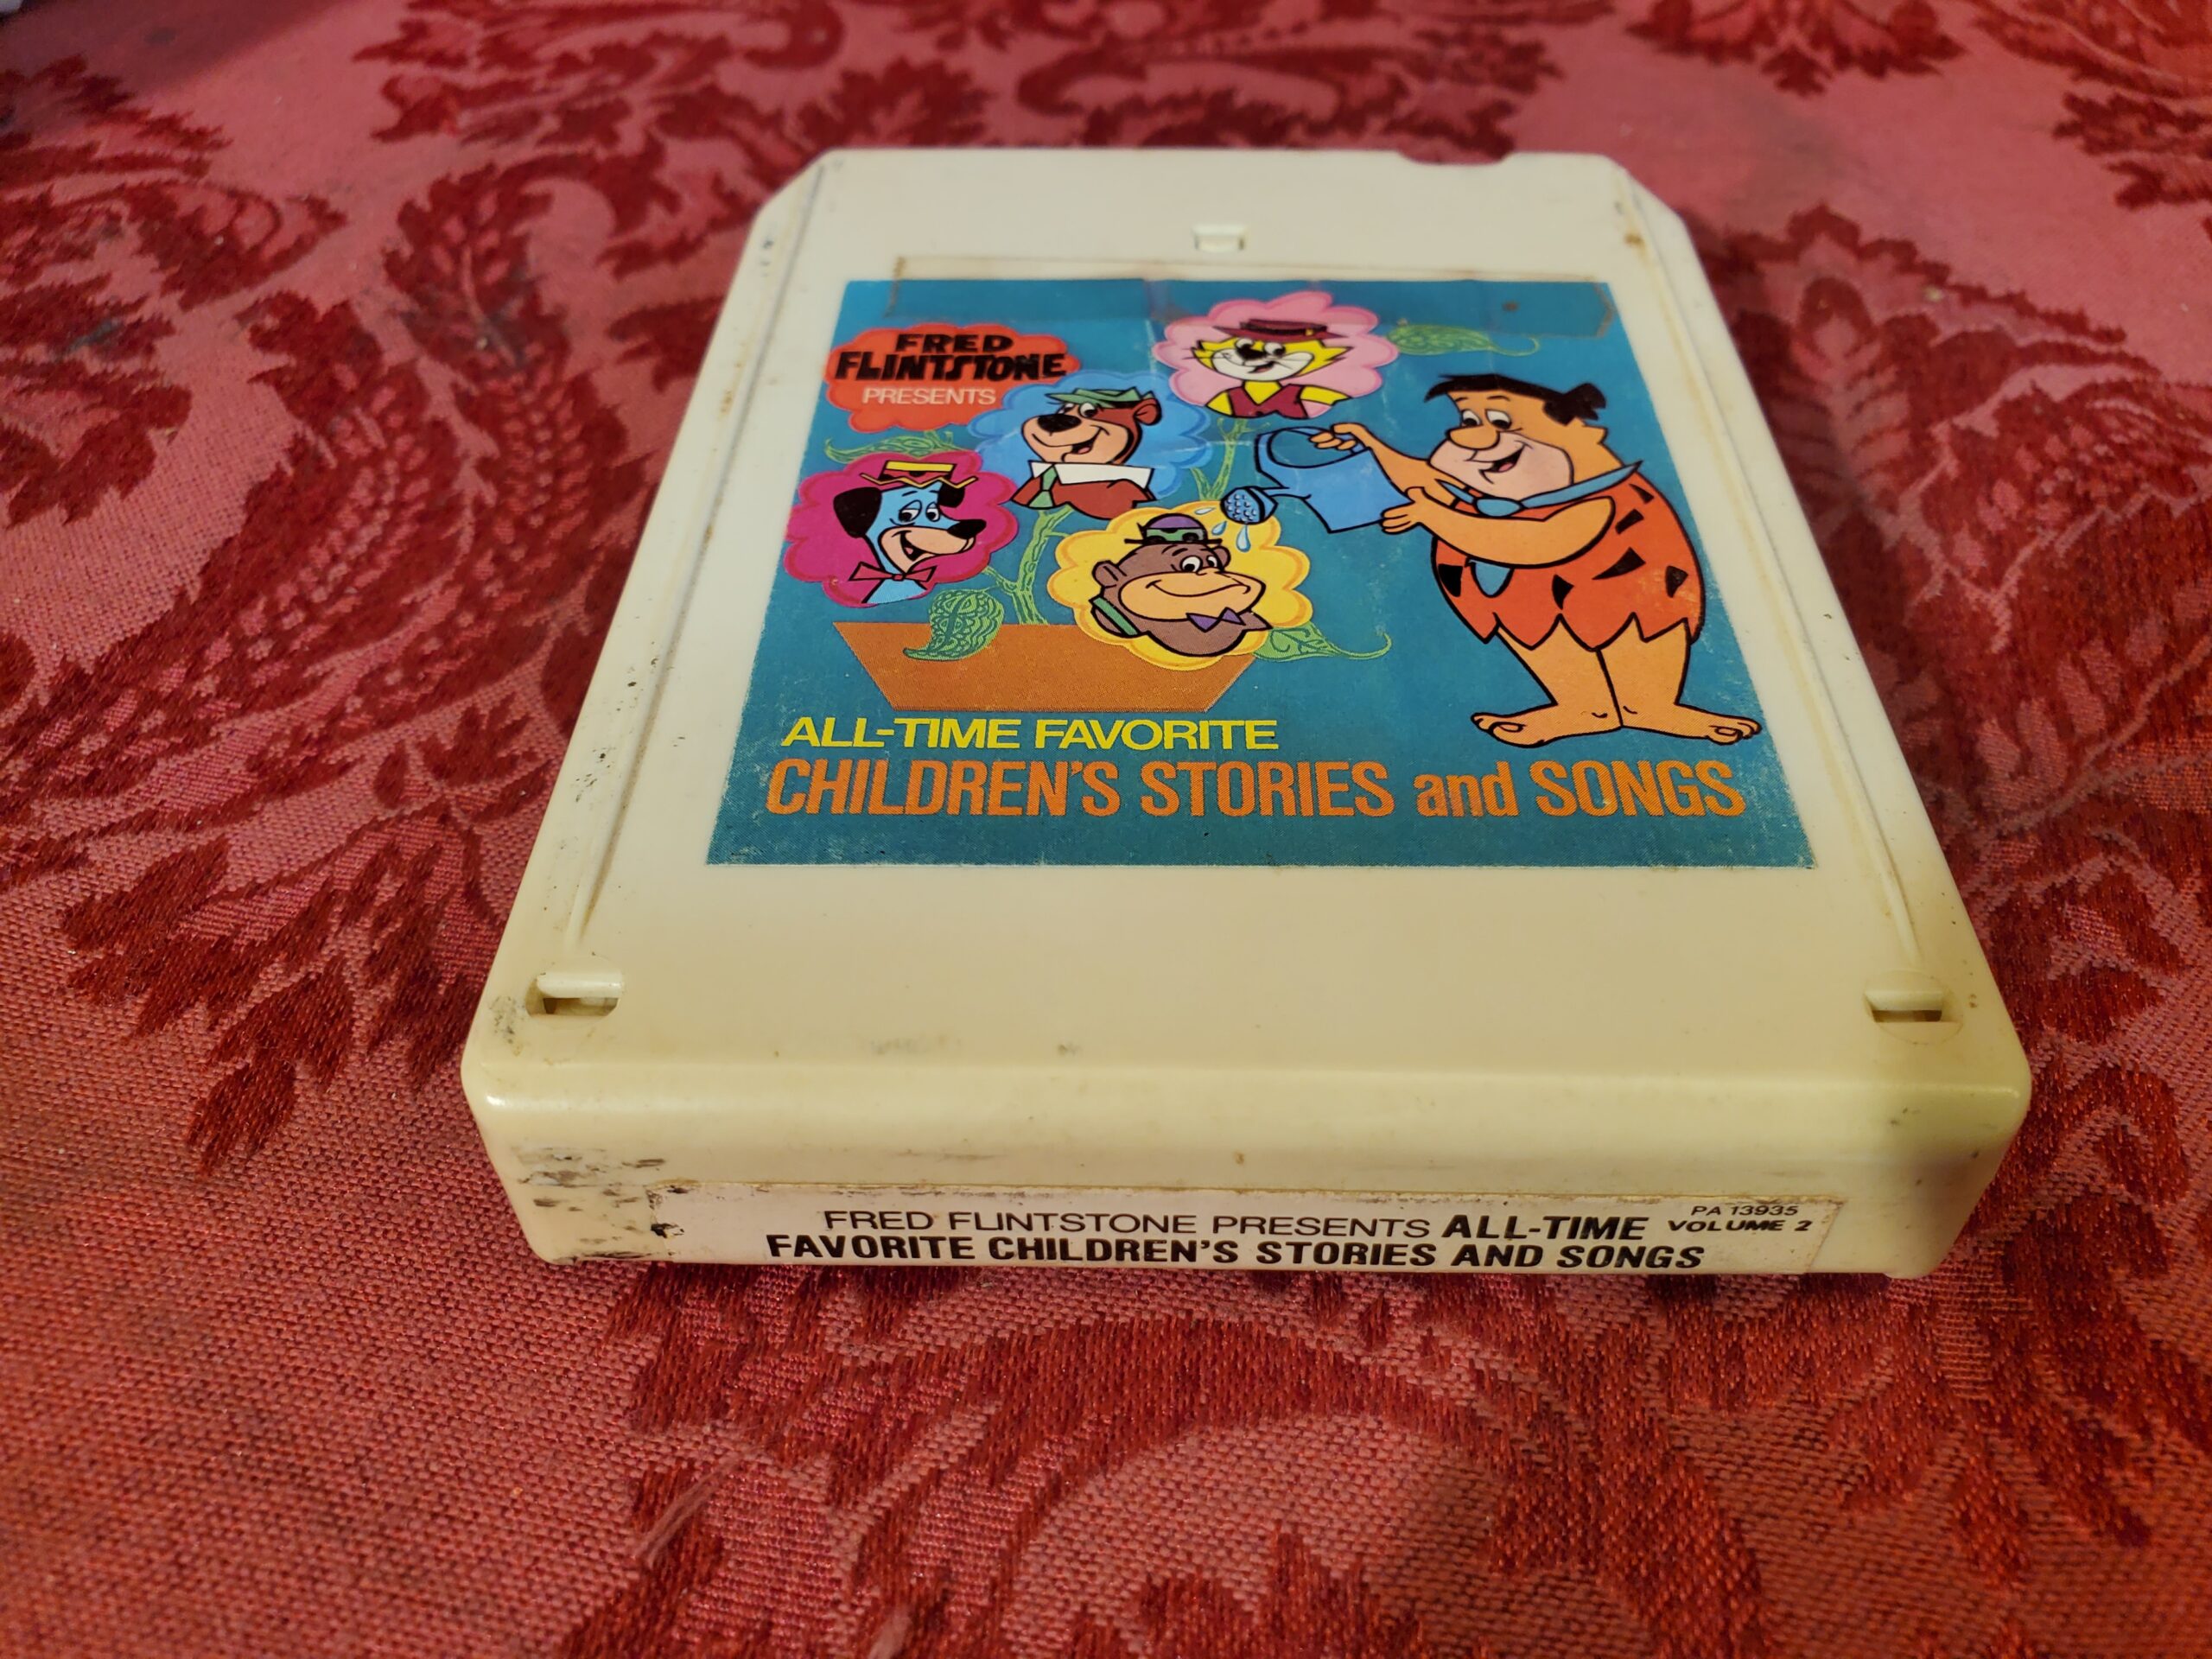 FRED
FLINTSTONE
PRESENTS
ALL-TIME FAVORITE
CHILDREN'S STORIES and SONGS
FRED FLINTSTONE PRESENTS ALL-TIME
FAVORITE CHILDREN'S STORIES AND SONGS
PA 13935
VOLUME 2